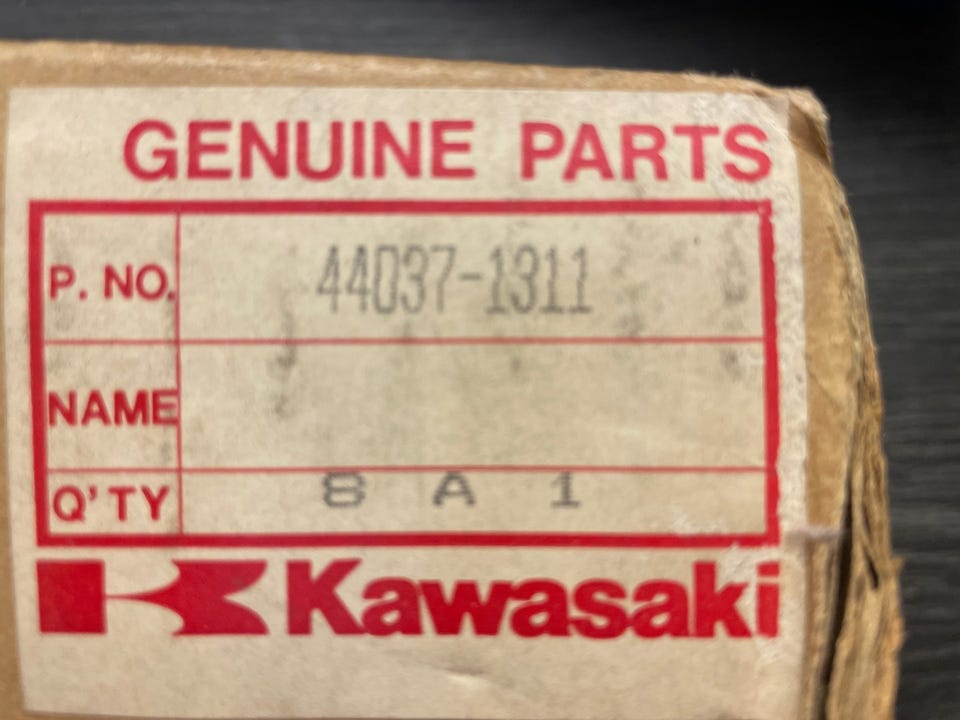 GENUINE PARTS
P. NO. 44037-1311
NAME
Q'TY 8 A 1
Kawasaki